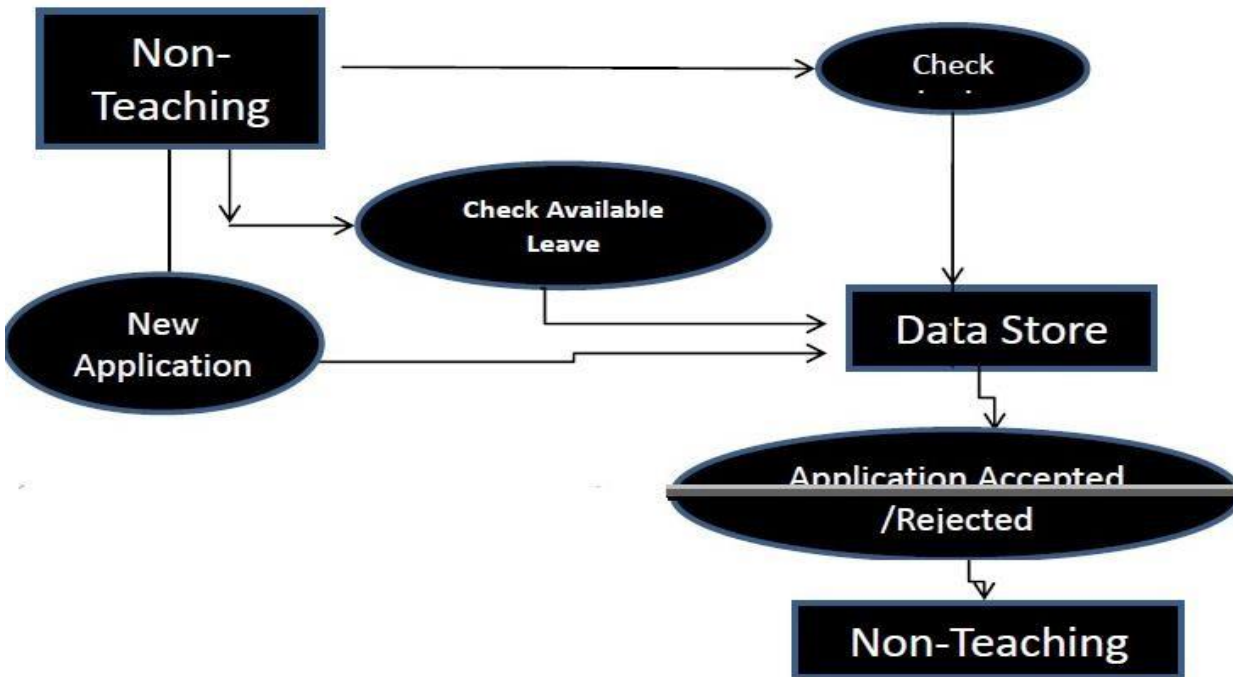 Non-
Teaching
Check
Check Available
Leave
New
Application
Data Store
Application Accepted
/Rejected
Non-Teaching